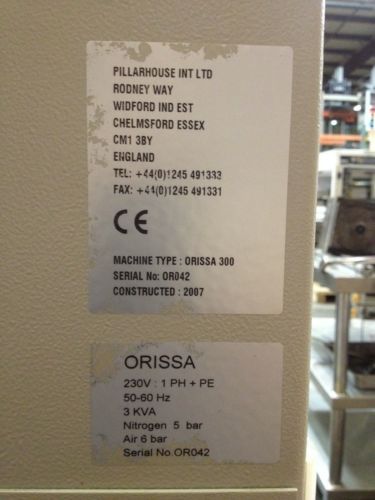 PILLARHOUSE INT LTD
RODNEY WAY
WIDFORD IND EST
CHELMSFORD ESSEX
CM1 3BY
ENGLAND
TEL: +44(0)1245 491333
FAX: +44(0)1245 491331
CE
MACHINE TYPE : ORISSA 300
SERIAL No: OR042
CONSTRUCTED : 2007
ORISSA
230V : 1 PH + PE
50-60 Hz
3 KVA
Nitrogen 5 bar
Air 6 bar
Serial No.OR042